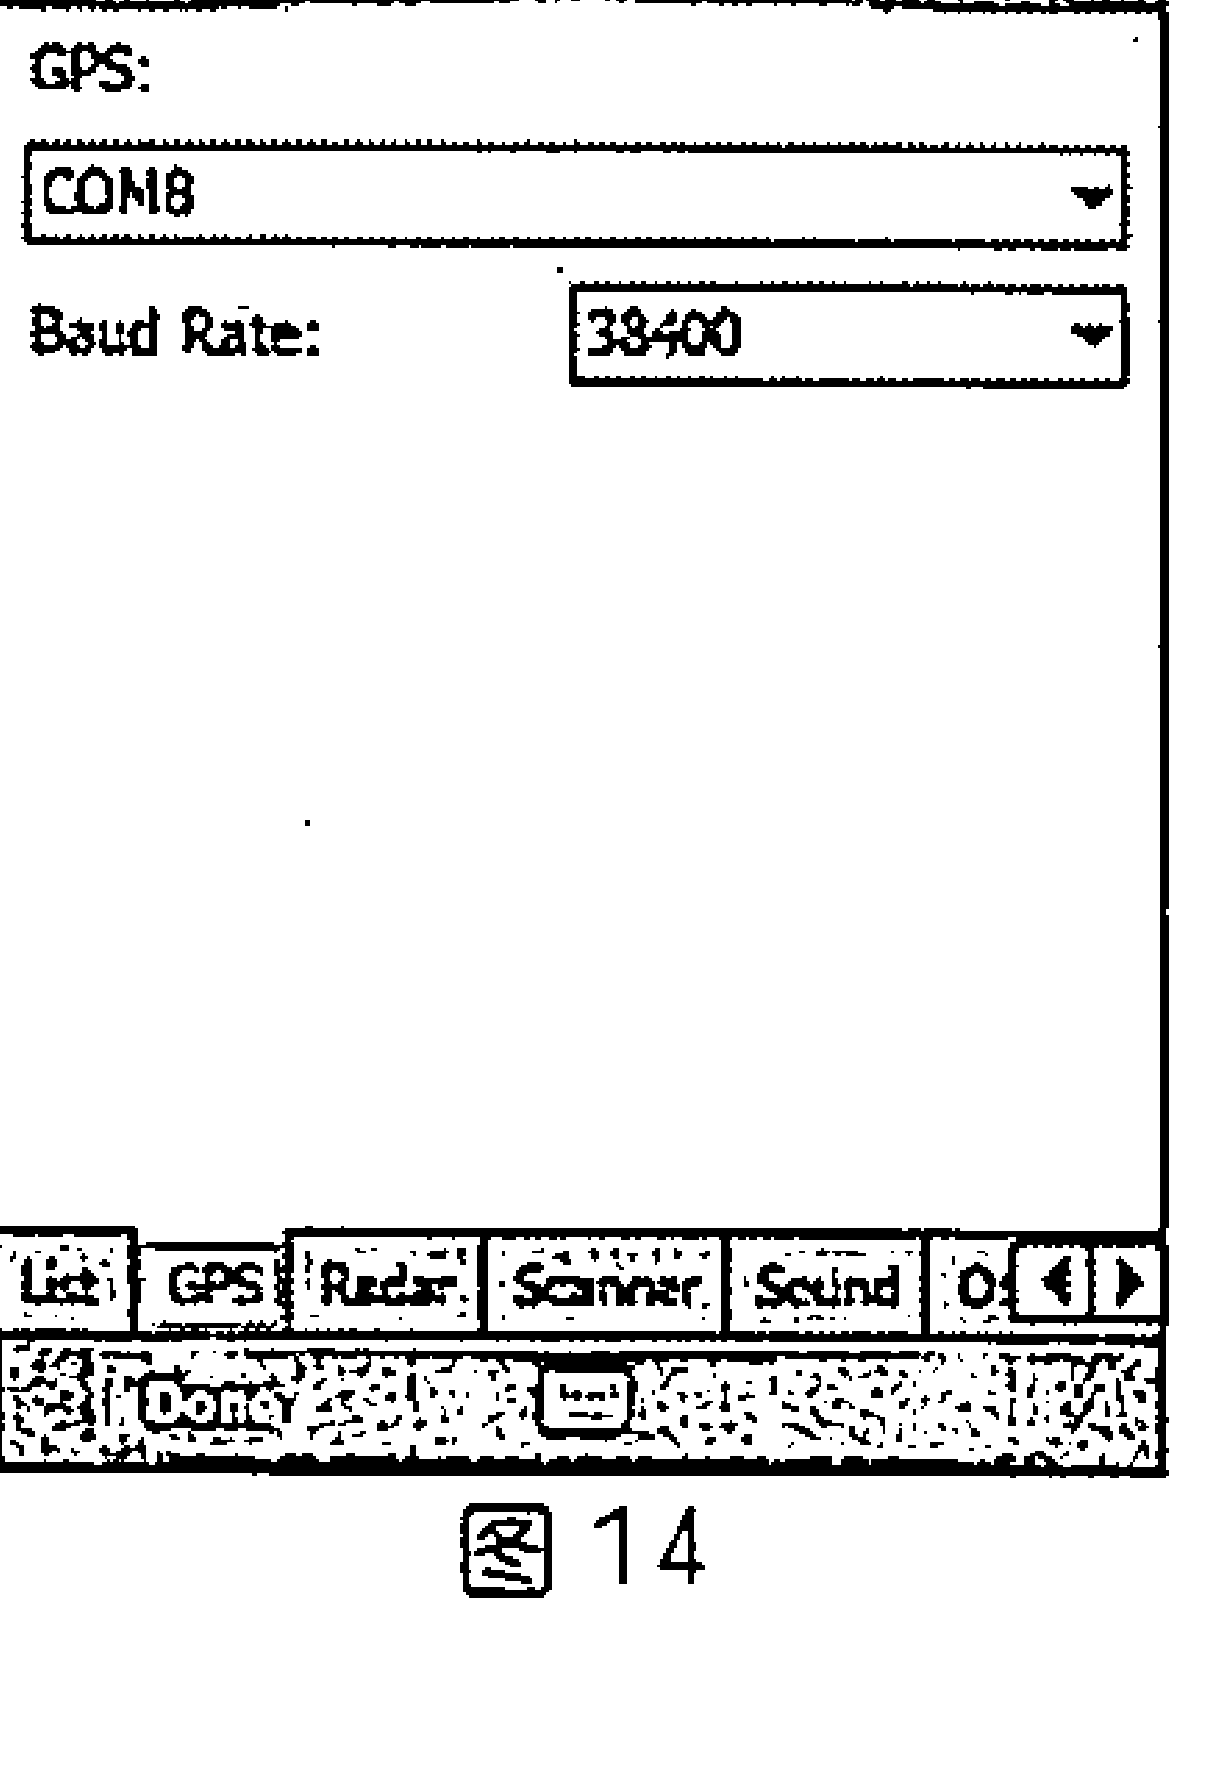 GPS:
COM8
Baud Rate: 38400
List GPS Radar Scanner Sound
Done
图 14